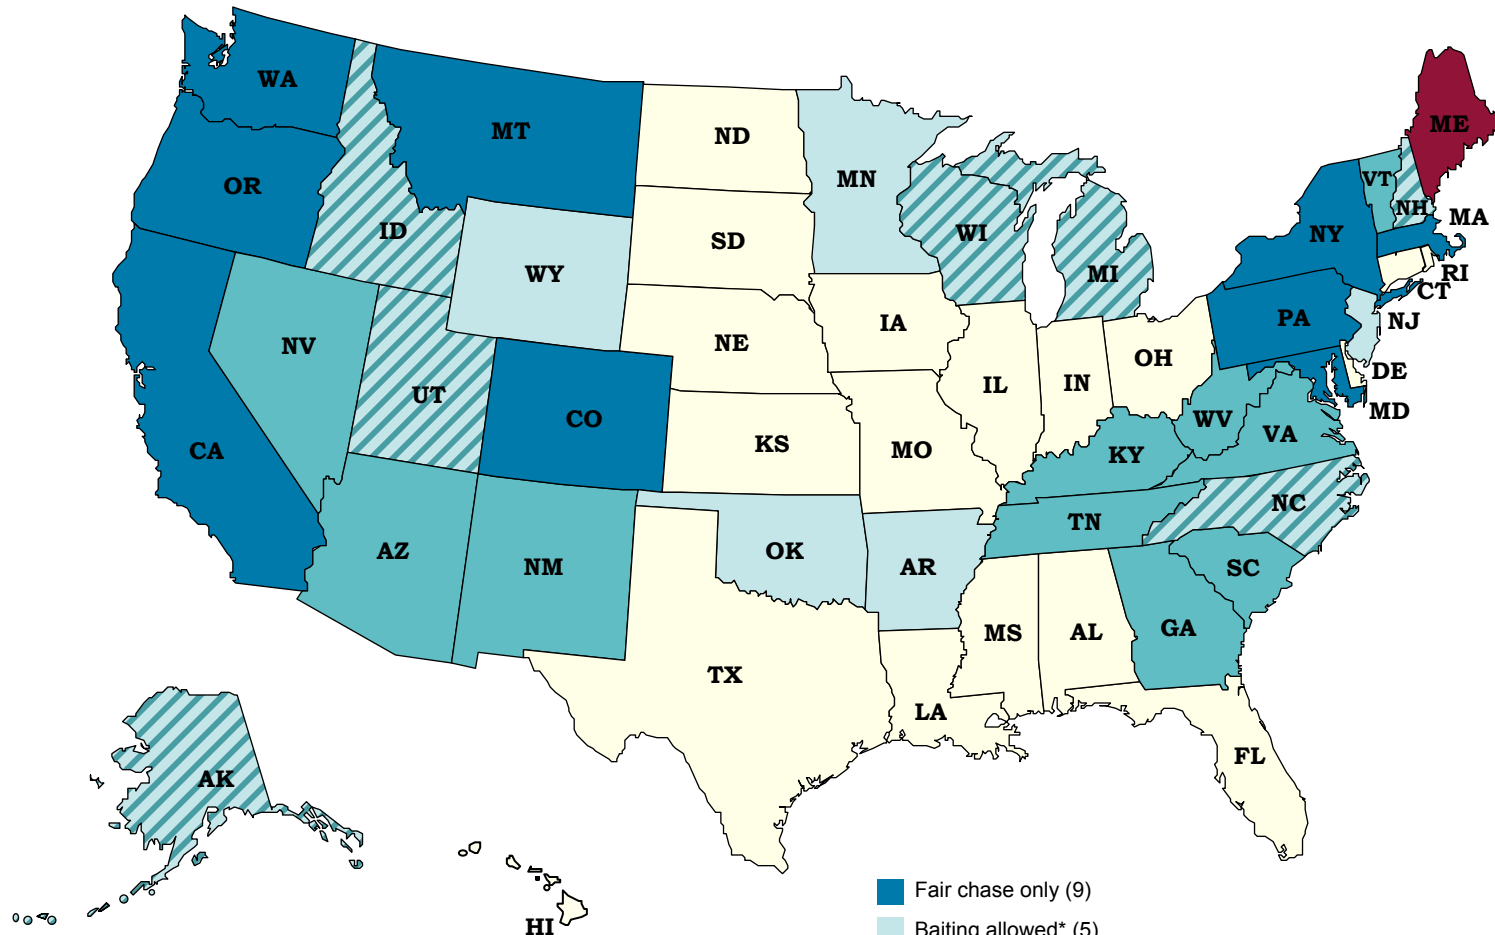 WA
MT
ND
MN
ME
OR
ID
WY
SD
WI
MI
VT
NH
NY
MA
RI
CT
NJ
PA
NV
UT
CO
NE
IA
IL
IN
OH
DE
MD
CA
KS
MO
KY
WV
VA
AZ
NM
OK
AR
TN
NC
SC
TX
LA
MS
AL
GA
FL
AK
HI
Fair chase only (9)
Baiting allowed* (5)